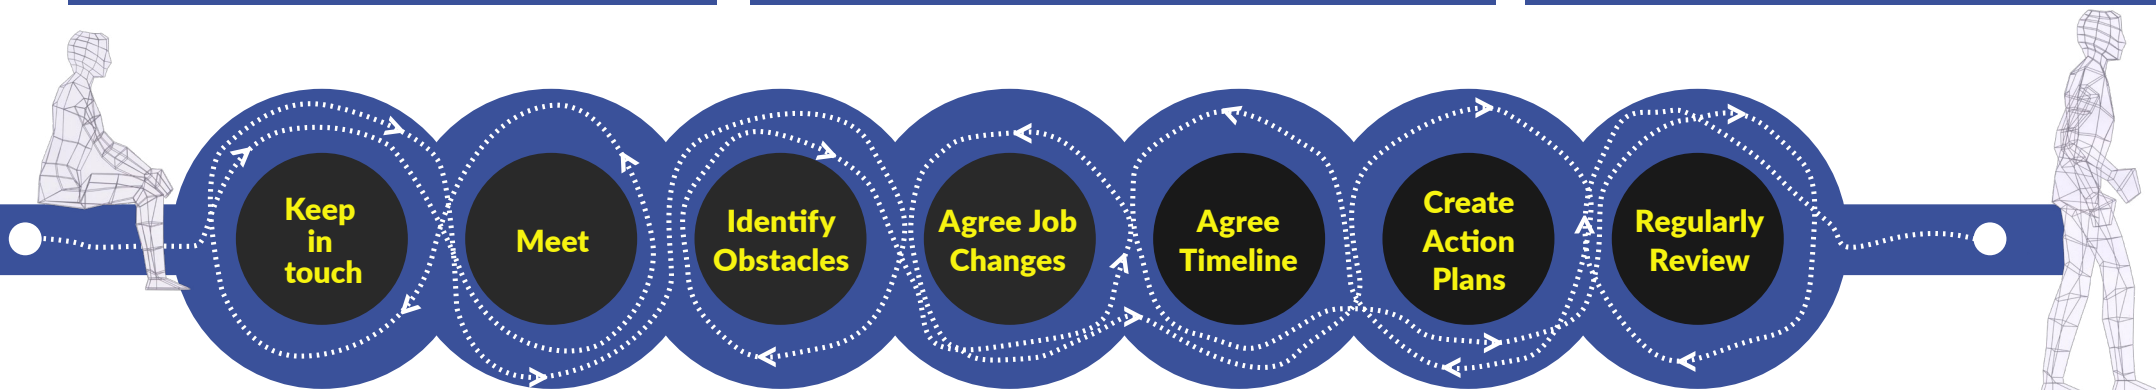 Keep
in
touch
Meet
Identify
Obstacles
Agree Job
Changes
Agree
Timeline
Create
Action
Plans
Regularly
Review